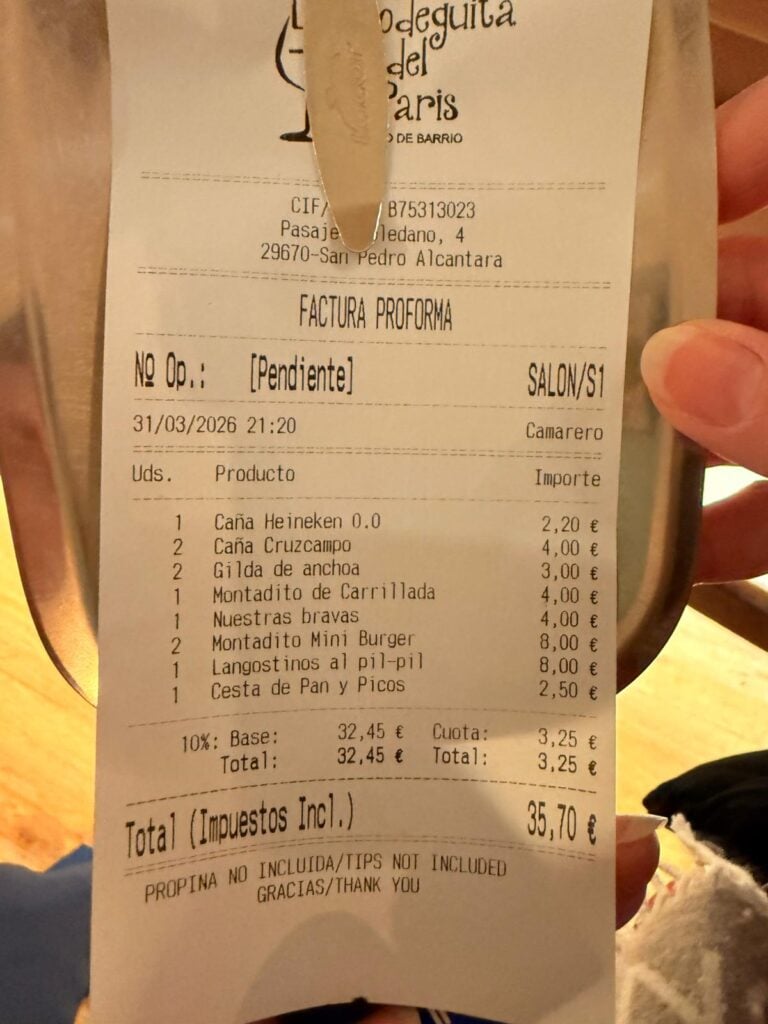 odeguita
del
aris
DE BARRIO
CIF/ B75313023
Pasaje ledano, 4
29670-San Pedro Alcantara
FACTURA PROFORMA
Nº Op.: [Pendiente] SALON/S1
31/03/2026 21:20 Camarero
Uds. Producto Importe
1 Caña Heineken 0.0 2,20 €
2 Caña Cruzcampo 4,00 €
2 Gilda de anchoa 3,00 €
1 Montadito de Carrillada 4,00 €
1 Nuestras bravas 4,00 €
2 Montadito Mini Burger 8,00 €
1 Langostinos al pil-pil 8,00 €
1 Cesta de Pan y Picos 2,50 €
10%: Base: 32,45 € Cuota: 3,25 €
Total: 32,45 € Total: 3,25 €
Total (Impuestos Incl.) 35,70 €
PROPINA NO INCLUIDA/TIPS NOT INCLUDED
GRACIAS/THANK YOU